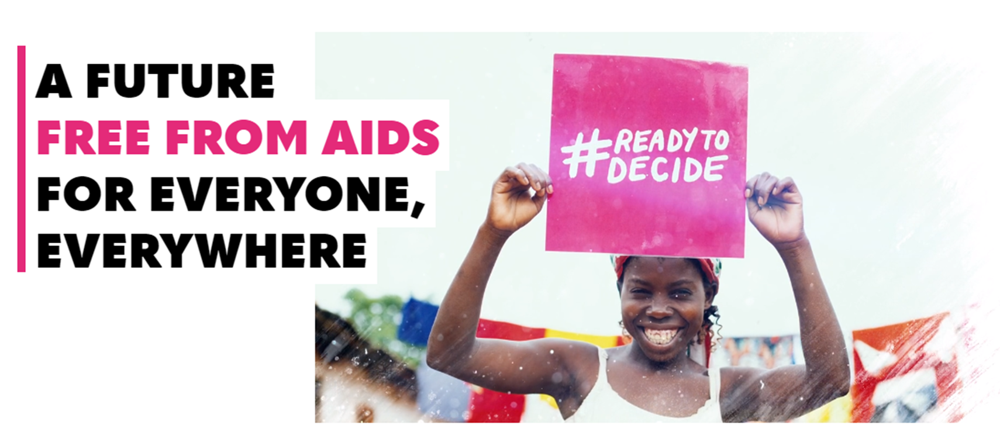 A FUTURE
FREE FROM AIDS
FOR EVERYONE,
EVERYWHERE
#READY TO
DECIDE